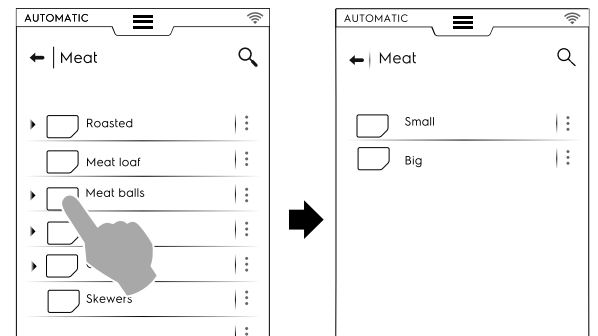 AUTOMATIC
Meat
Roasted
Meat loaf
Meat balls
Skewers
AUTOMATIC
Meat
Small
Big